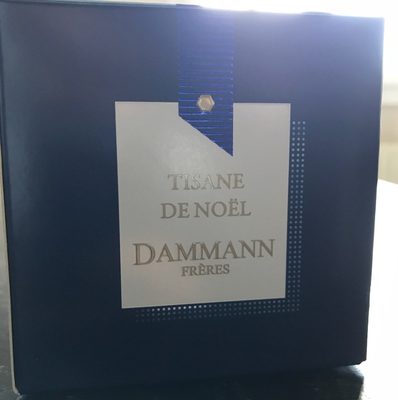 TISANE
DE NOËL
DAMMANN
FRÈRES